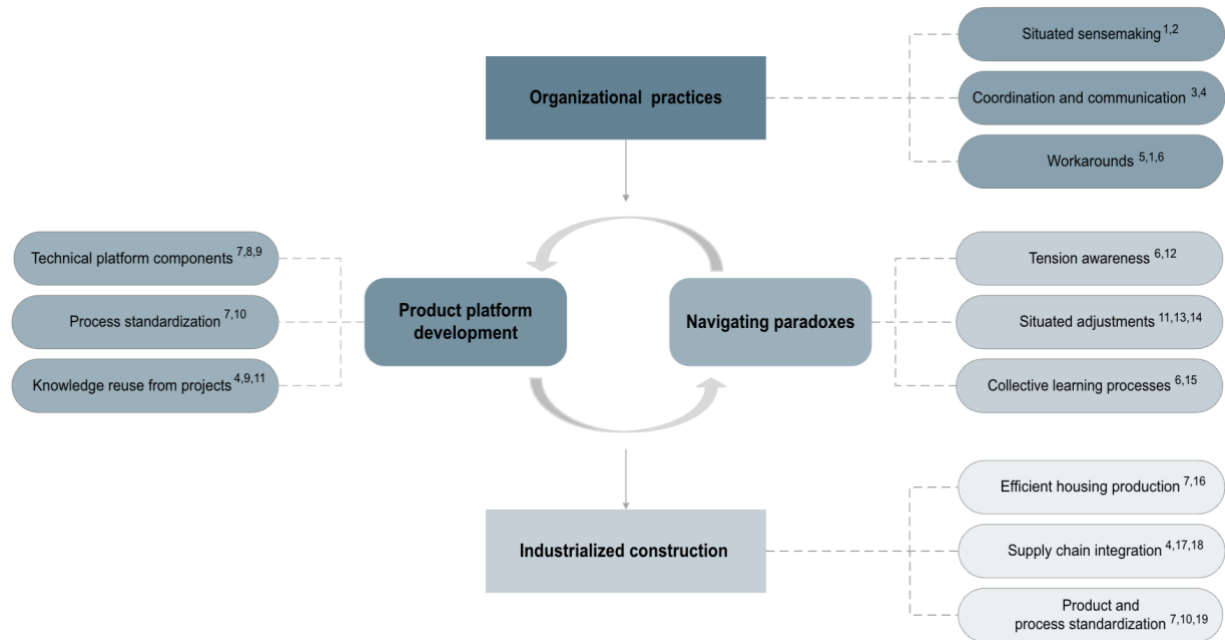 Situated sensemaking 1,2
Organizational practices
Coordination and communication 3,4
Workarounds 5,1,6
Technical platform components 7,8,9
Process standardization 7,10
Knowledge reuse from projects 4,9,11
Product platform
development
Navigating paradoxes
Tension awareness 6,12
Situated adjustments 11,13,14
Collective learning processes 6,15
Efficient housing production 7,16
Industrialized construction
Supply chain integration 4,17,18
Product and
process standardization 7,10,19